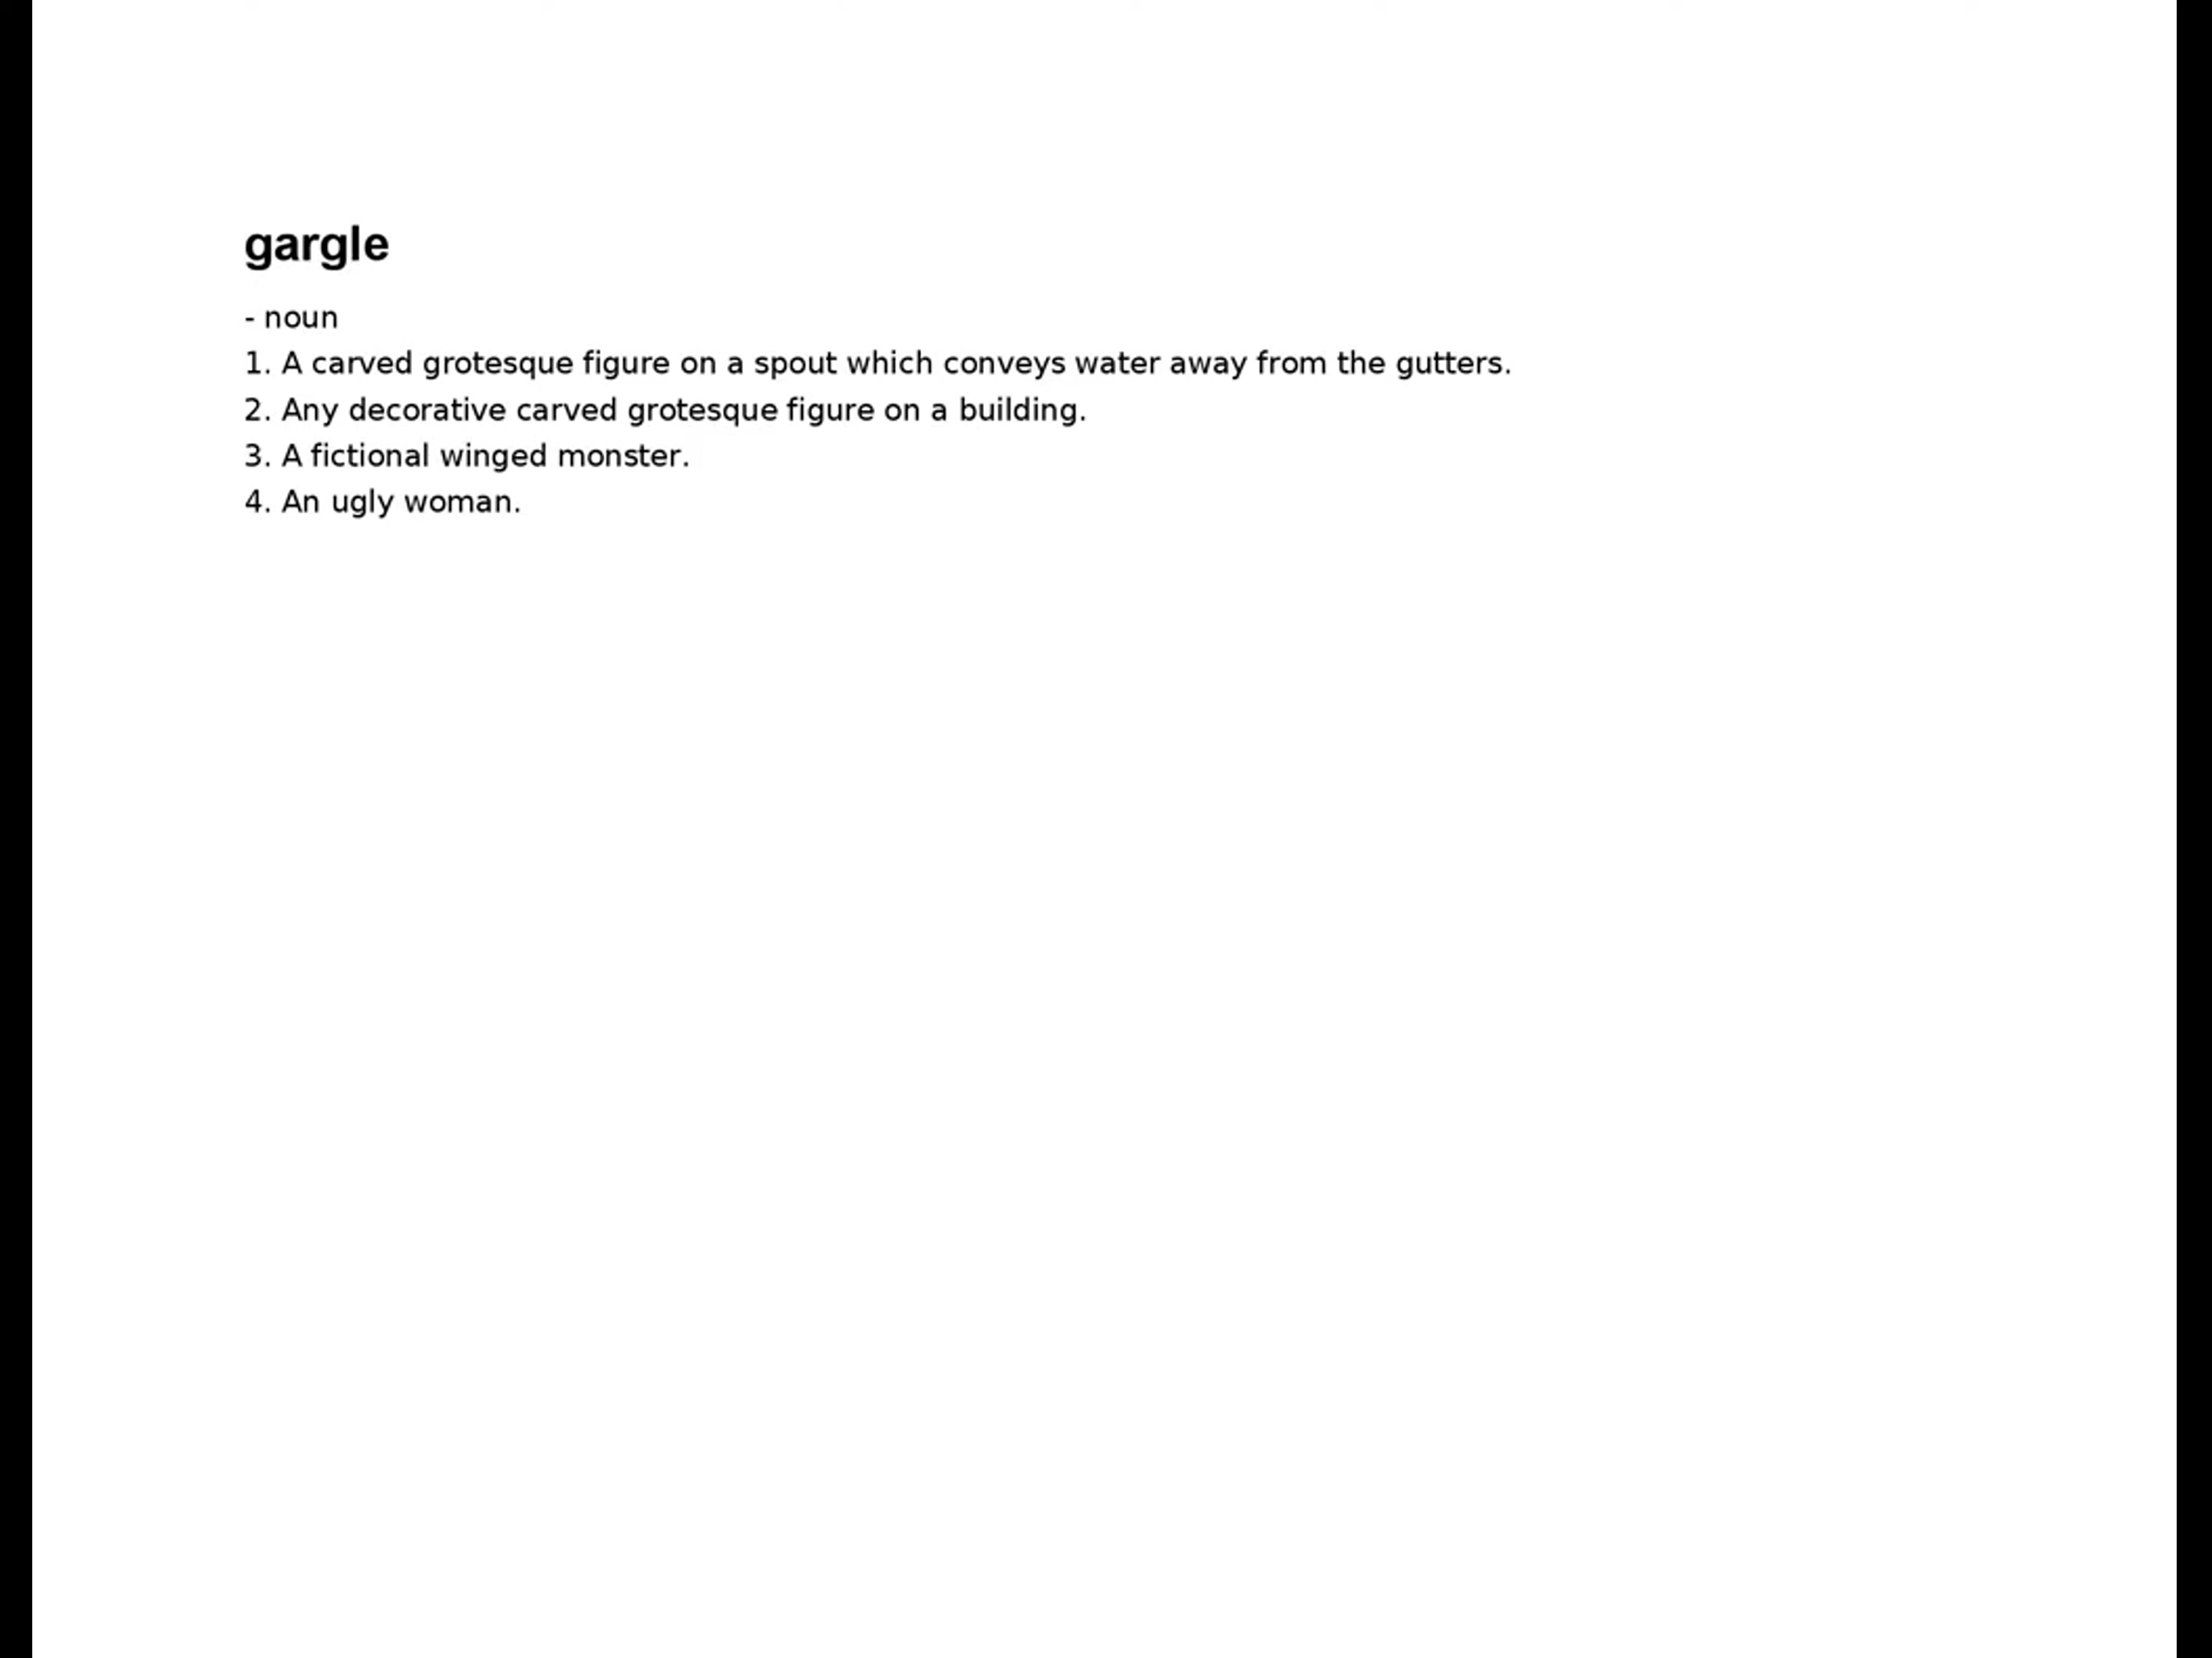 gargle
- noun
1. A carved grotesque figure on a spout which conveys water away from the gutters.
2. Any decorative carved grotesque figure on a building.
3. A fictional winged monster.
4. An ugly woman.